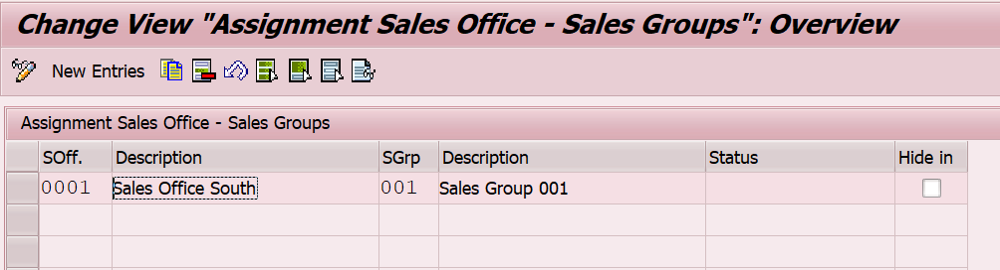 Change View "Assignment Sales Office - Sales Groups": Overview
New Entries
Assignment Sales Office - Sales Groups
SOff. Description SGrp Description Status Hide in
0001 Sales Office South 001 Sales Group 001